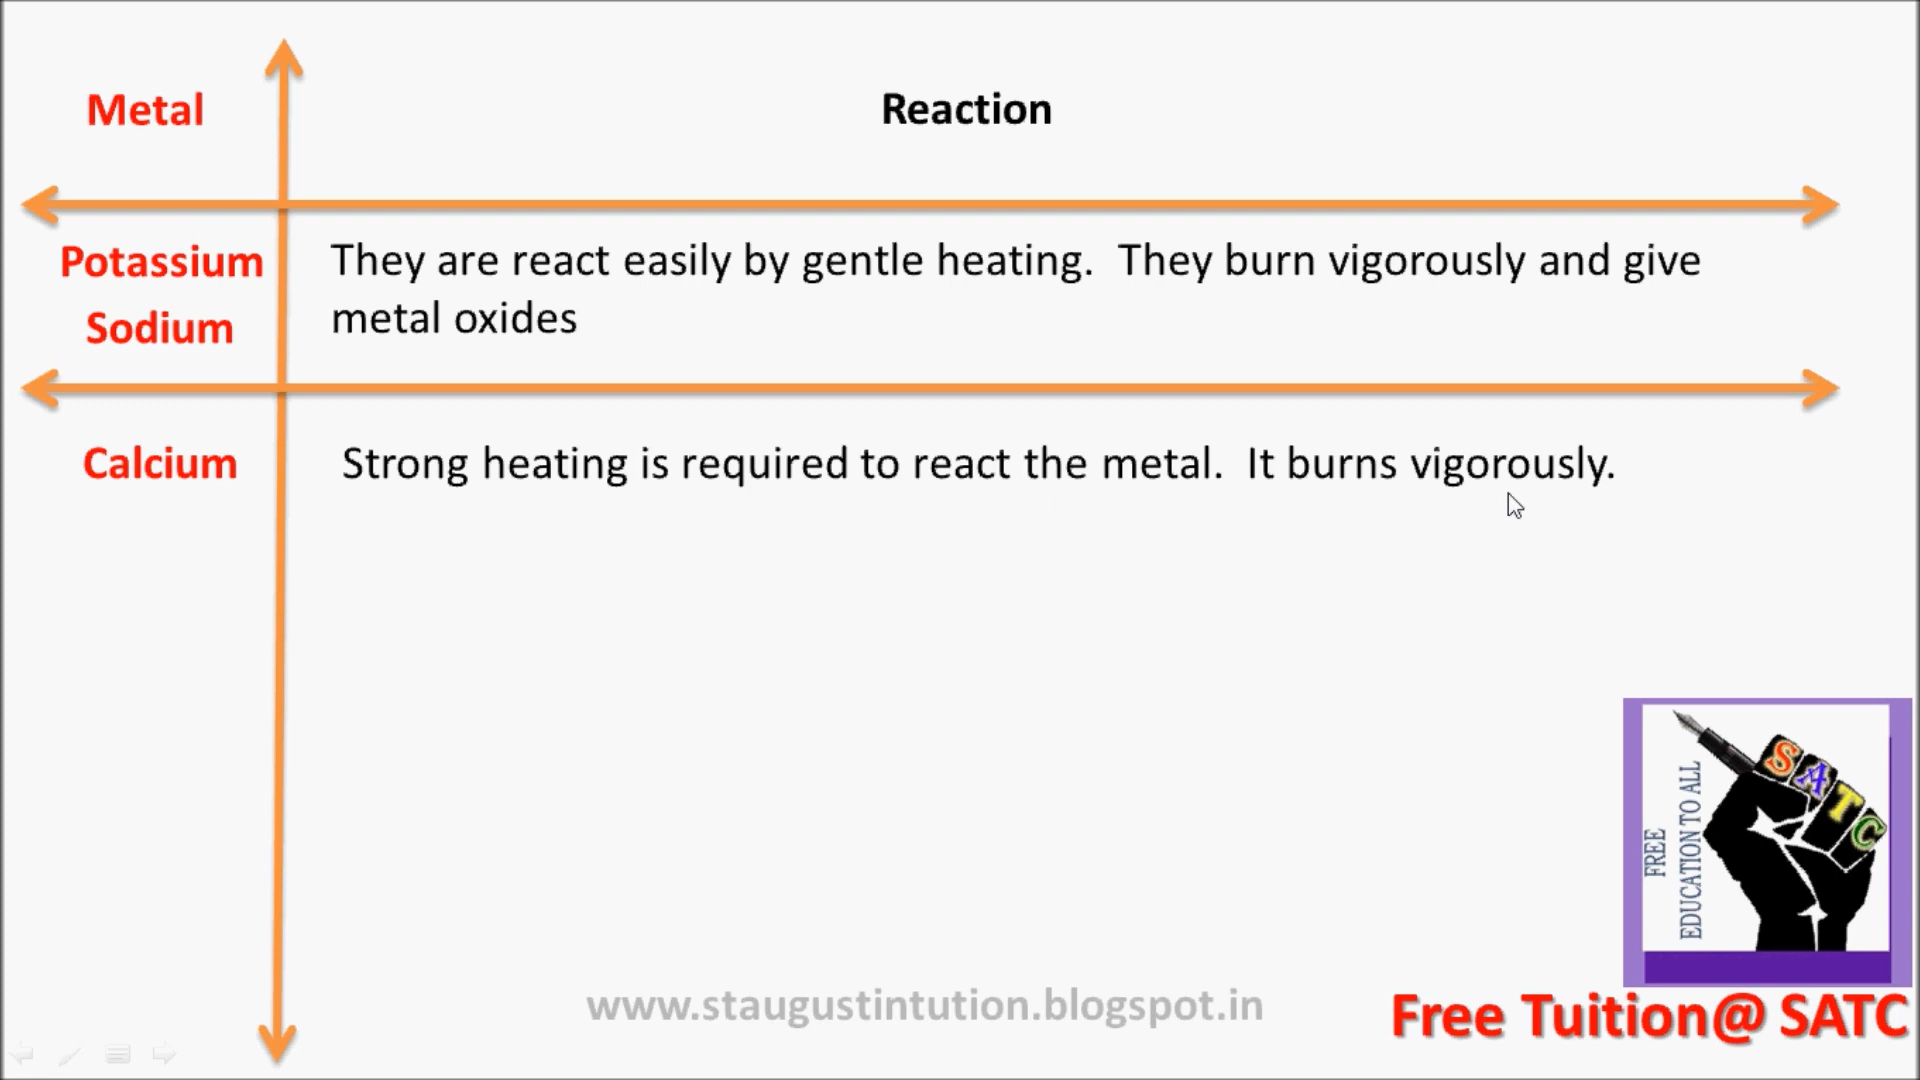 Metal
Reaction
Potassium
Sodium
They are react easily by gentle heating. They burn vigorously and give
metal oxides
Calcium
Strong heating is required to react the metal. It burns vigorously.
FREE
EDUCATION TO ALL
SATC
www.staugustintution.blogspot.in
Free Tuition@ SATC